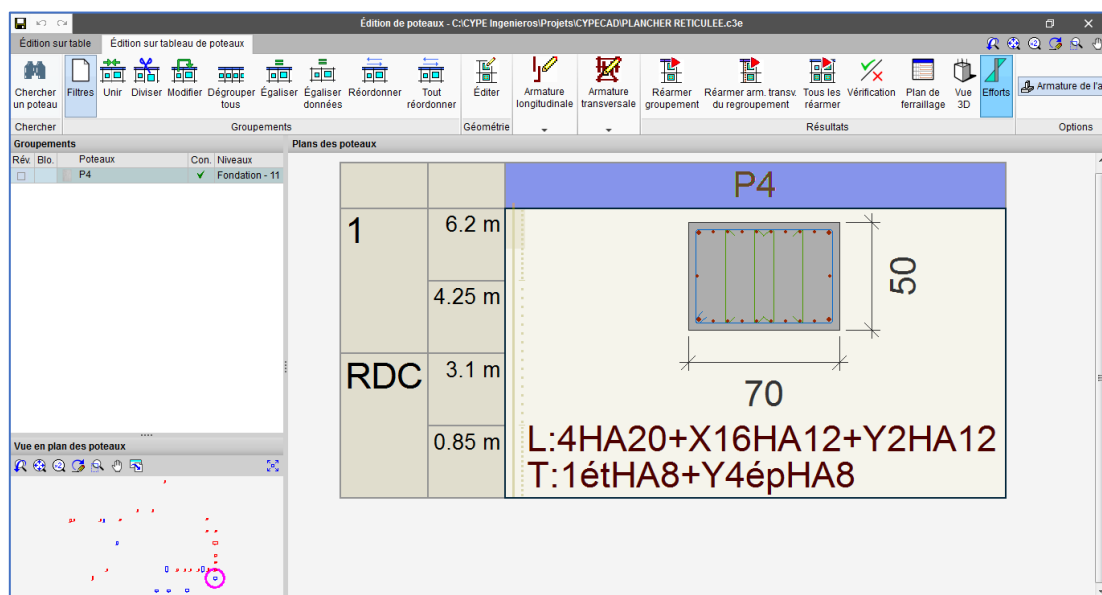 Édition de poteaux - C:\CYPE Ingenieros\Projets\CYPECAD\PLANCHER RETICULEE.c3e
Édition sur table Édition sur tableau de poteaux
Chercher un poteau
Filtres
Unir
Diviser
Modifier
Dégrouper tous
Égaliser
Égaliser données
Réordonner
Tout réordonner
Éditer
Armature longitudinale
Armature transversale
Réarmer groupement
Réarmer arm. transv. du regroupement
Tous les réarmer
Vérification
Plan de ferraillage
Vue 3D
Efforts
Armature de l'a
Chercher Groupements Géométrie Résultats Options
Groupements
Rév. Blo. Poteaux Con. Niveaux
P4 Fondation - 11
Plans des poteaux
P4
1 6.2 m
4.25 m
50
RDC 3.1 m
70
0.85 m
L:4HA20+X16HA12+Y2HA12
T:1étHA8+Y4épHA8
Vue en plan des poteaux